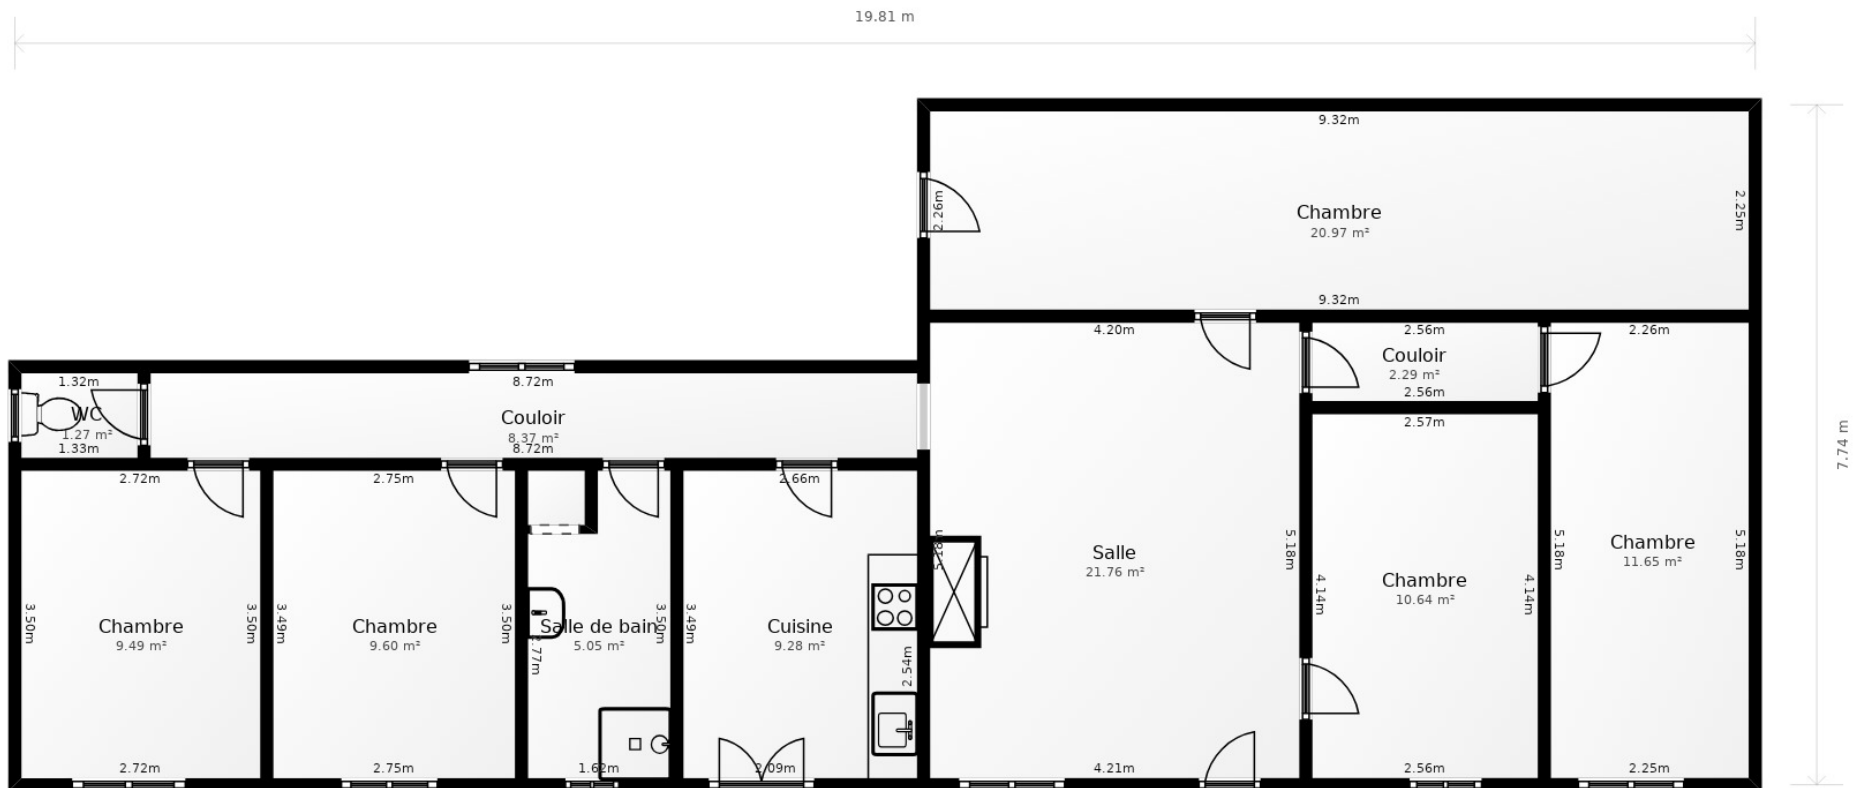 19.81 m
9.32m
2.26m
Chambre
20.97 m²
2.25m
9.32m
7.74 m
4.20m
2.56m
2.26m
Couloir
2.29 m²
2.56m
1.32m
8.72m
WC
1.27 m²
1.33m
Couloir
8.37 m²
8.72m
2.72m
2.75m
2.66m
2.57m
3.50m
Chambre
9.49 m²
3.50m
3.49m
Chambre
9.60 m²
3.50m
Salle de bain
5.05 m²
3.50m
2.77m
3.49m
Cuisine
9.28 m²
2.54m
5.18m
Salle
21.76 m²
5.18m
4.14m
Chambre
10.64 m²
4.14m
5.18m
Chambre
11.65 m²
5.18m
2.72m
2.75m
1.62m
2.09m
4.21m
2.56m
2.25m